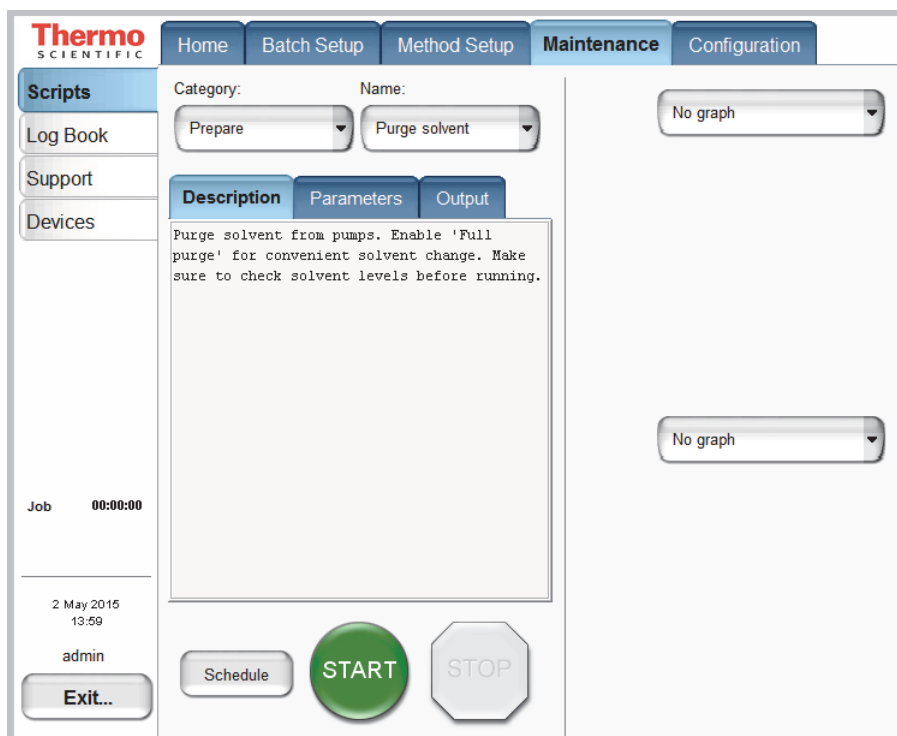 Thermo
SCIENTIFIC
Home
Batch Setup
Method Setup
Maintenance
Configuration
Scripts
Log Book
Support
Devices
Category:
Name:
Prepare
Purge solvent
No graph
Description
Parameters
Output
Purge solvent from pumps. Enable 'Full
purge' for convenient solvent change. Make
sure to check solvent levels before running.
No graph
Job 00:00:00
2 May 2015
13:59
admin
Exit...
Schedule
START
STOP